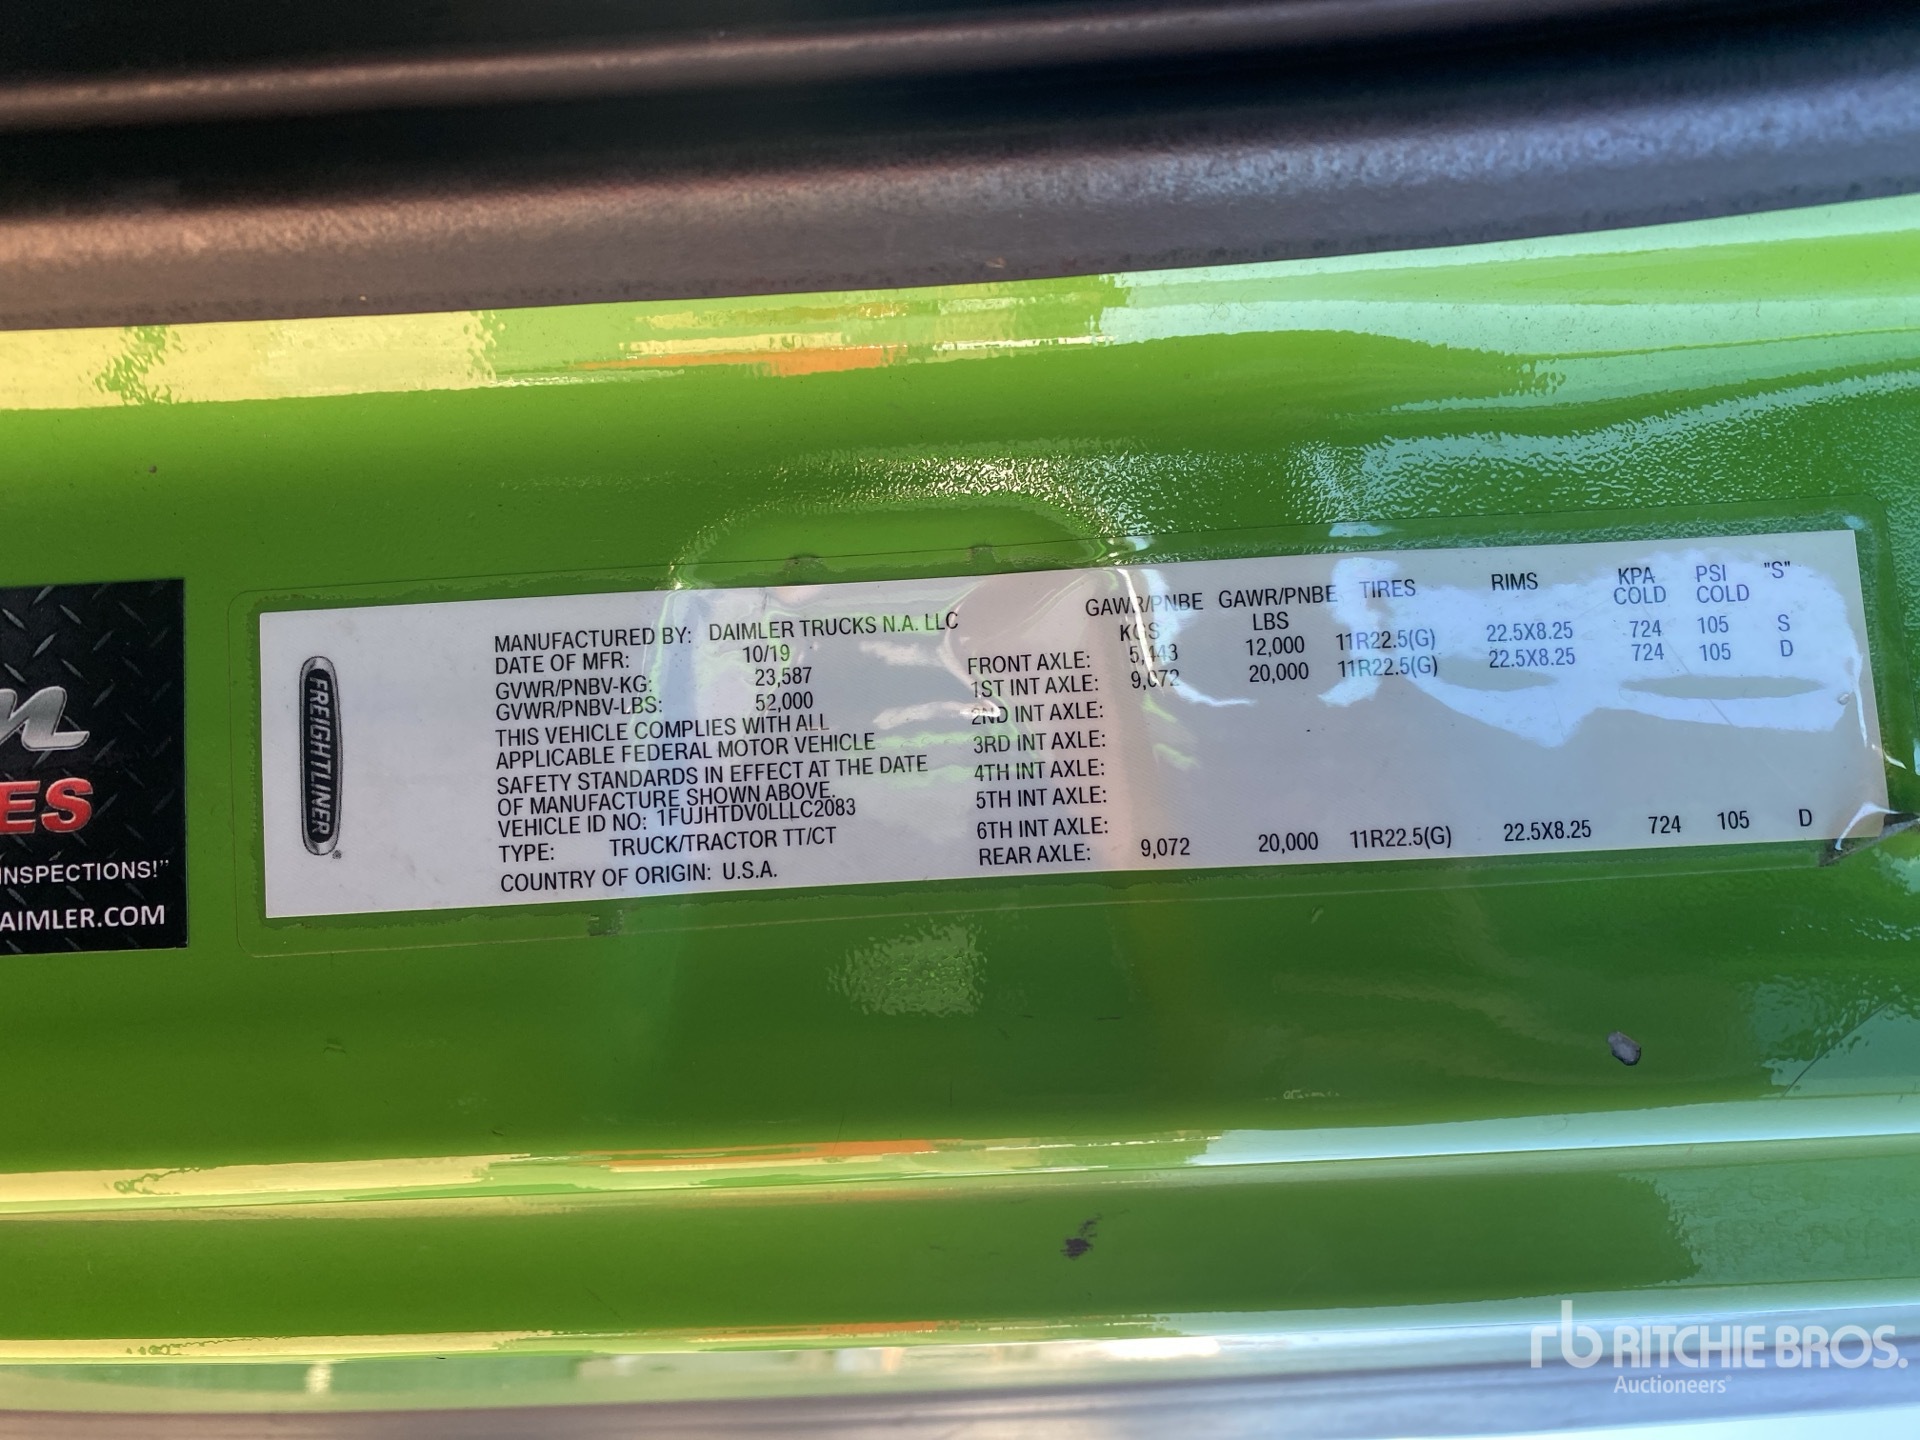 n
ES
INSPECTIONS!"
AIMLER.COM
FREIGHTLINER
MANUFACTURED BY: DAIMLER TRUCKS N.A. LLC
DATE OF MFR: 10/19
GVWR/PNBV-KG: 23,587
GVWR/PNBV-LBS: 52,000
THIS VEHICLE COMPLIES WITH ALL
APPLICABLE FEDERAL MOTOR VEHICLE
SAFETY STANDARDS IN EFFECT AT THE DATE
OF MANUFACTURE SHOWN ABOVE.
VEHICLE ID NO: 1FUJHTDV0LLLC2083
TYPE: TRUCK/TRACTOR TT/CT
COUNTRY OF ORIGIN: U.S.A.
GAWR/PNBE GAWR/PNBE TIRES RIMS KPA PSI "S"
KGS LBS COLD COLD
FRONT AXLE: 5,443 12,000 11R22.5(G) 22.5X8.25 724 105 S
1ST INT AXLE: 9,072 20,000 11R22.5(G) 22.5X8.25 724 105 D
2ND INT AXLE:
3RD INT AXLE:
4TH INT AXLE:
5TH INT AXLE:
6TH INT AXLE:
REAR AXLE: 9,072 20,000 11R22.5(G) 22.5X8.25 724 105 D
rb RITCHIE BROS.
Auctioneers